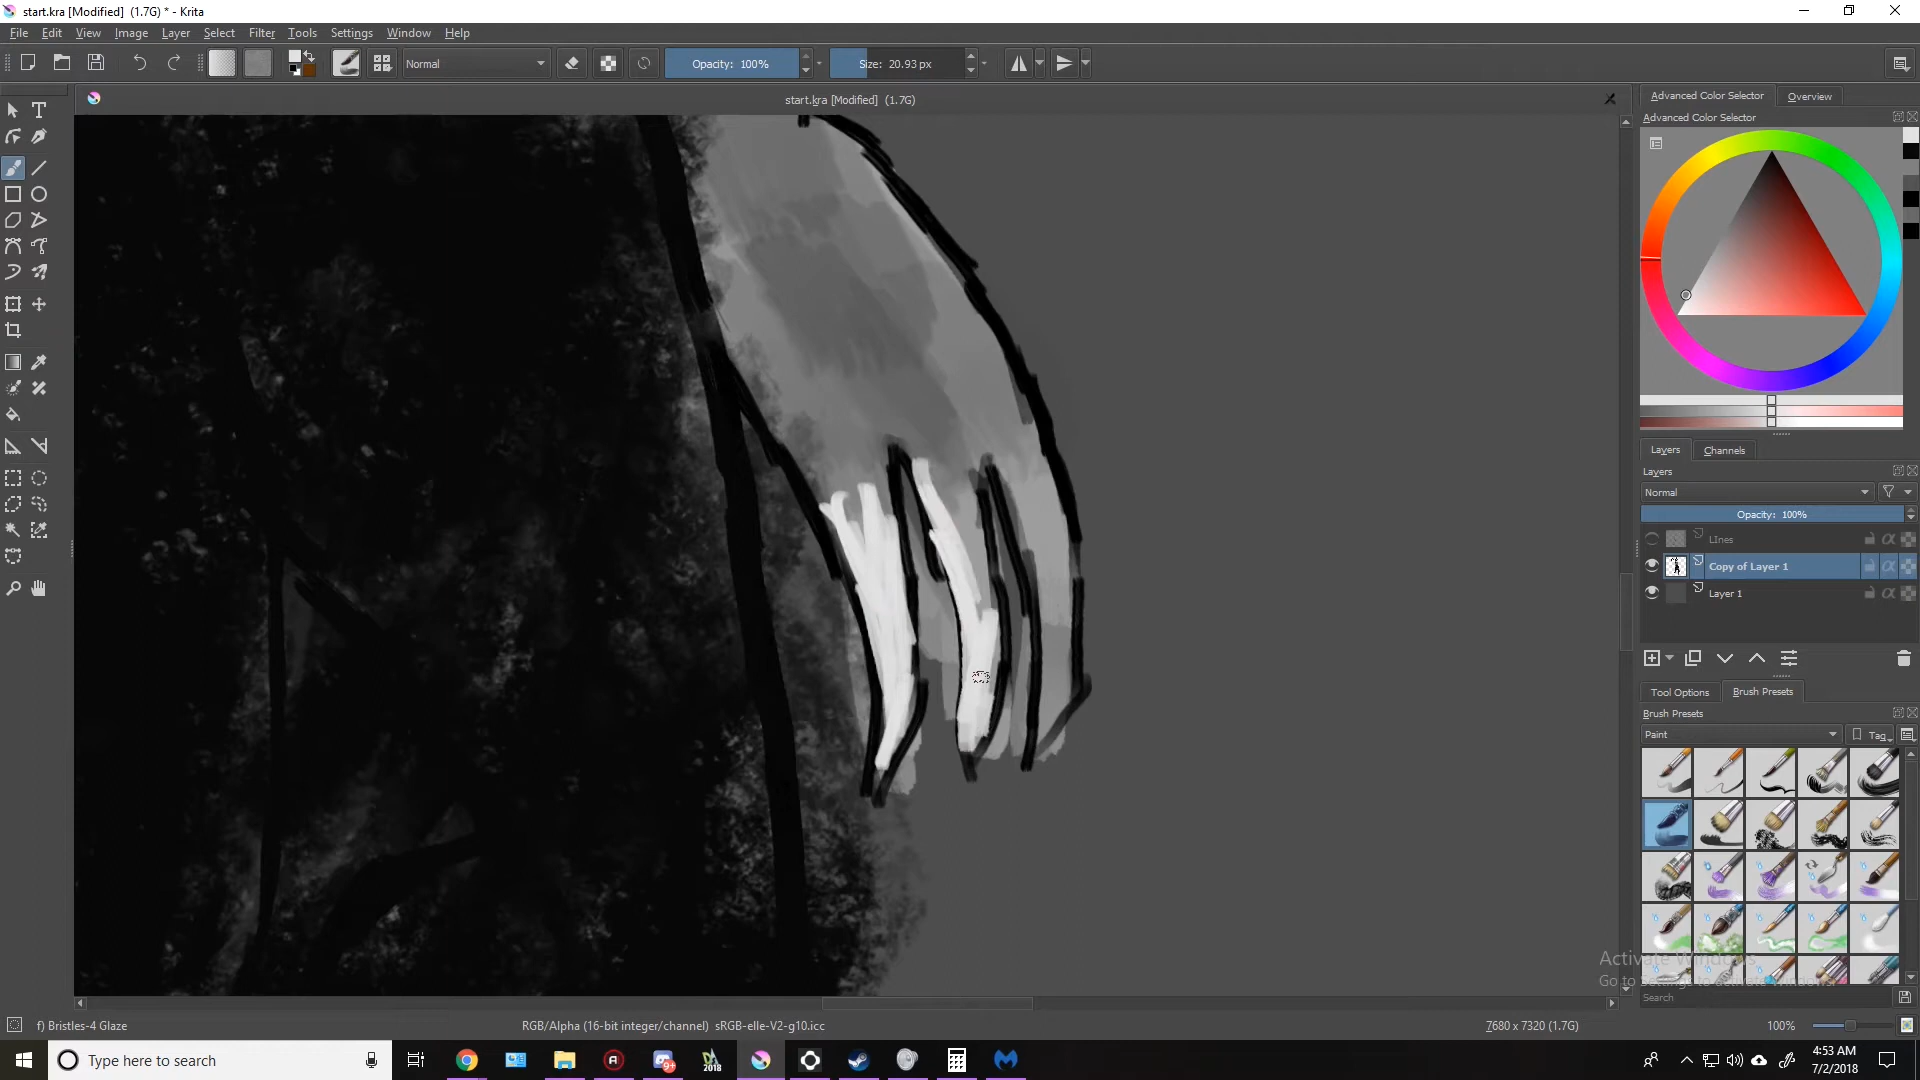 start.kra [Modified]  (1.7G) * - Krita
File Edit View Image Layer Select Filter Tools Settings Window Help
Normal Opacity: 100% Size: 20.93 px
start.kra [Modified]  (1.7G)
Advanced Color Selector Overview
Advanced Color Selector
Layers Channels
Layers
Normal
Opacity: 100%
LInes
Copy of Layer 1
Layer 1
Tool Options Brush Presets
Brush Presets
Paint Tag
Activate Windows
Go to Settings to activate Windows.
Search
f) Bristles-4 Glaze RGB/Alpha (16-bit integer/channel)  sRGB-elle-V2-g10.icc 7680 x 7320 (1.7G) 100%
Type here to search 9+ 2018 4:53 AM
7/2/2018